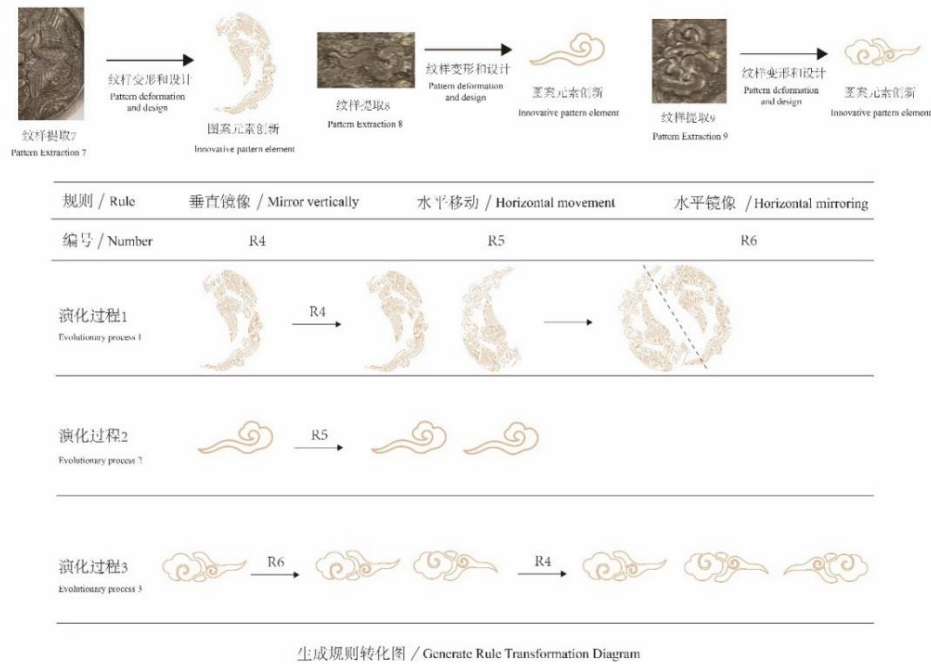 纹样变形和设计
Pattern deformation
and design
纹样提取7
Pattern Extraction 7
图案元素创新
Innovative pattern element
纹样变形和设计
Pattern deformation
and design
纹样提取8
Pattern Extraction 8
图案元素创新
Innovative pattern element
纹样变形和设计
Pattern deformation
and design
纹样提取9
Pattern Extraction 9
图案元素创新
Innovative pattern element
规则 / Rule 垂直镜像 / Mirror vertically 水平移动 / Horizontal movement 水平镜像 / Horizontal mirroring
编号 / Number R4 R5 R6
演化过程1 R4
Evolutionary process 1
演化过程2 R5
Evolutionary process 2
演化过程3 R6 R4
Evolutionary process 3
生成规则转化图 / Generate Rule Transformation Diagram